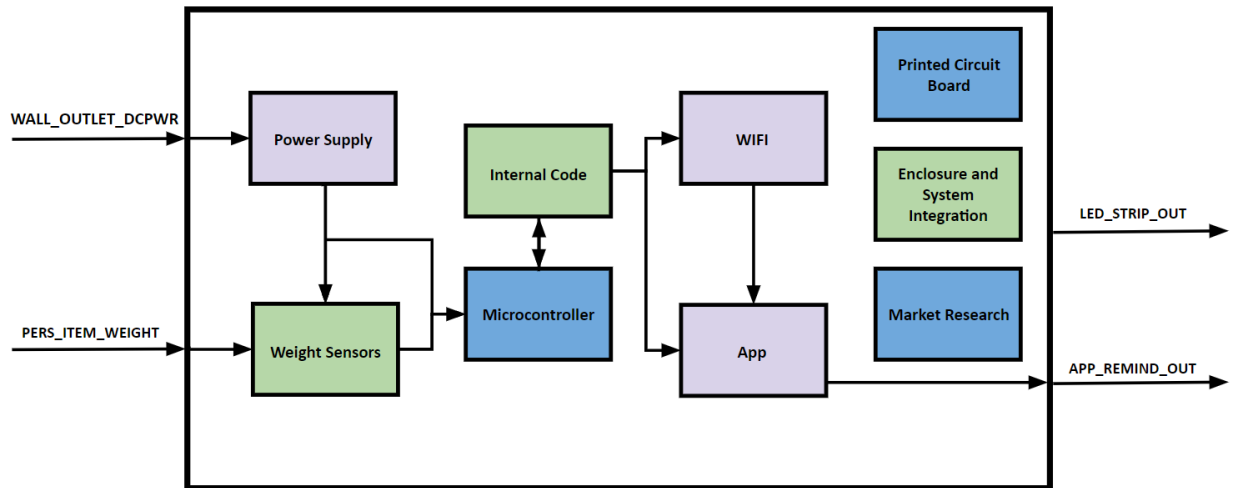 WALL_OUTLET_DCPWR
PERS_ITEM_WEIGHT
Power Supply
Weight Sensors
Internal Code
Microcontroller
WIFI
App
Printed Circuit
Board
Enclosure and
System
Integration
Market Research
LED_STRIP_OUT
APP_REMIND_OUT